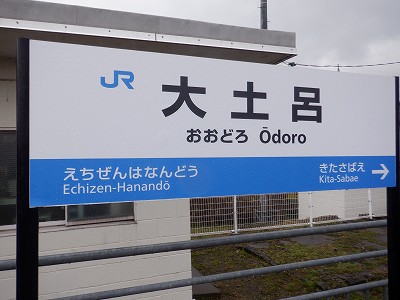 JR
大土呂
おおどろ Ōdoro
えちぜんはなんどう
Echizen-Hanandō
きたさばえ
Kita-Sabae